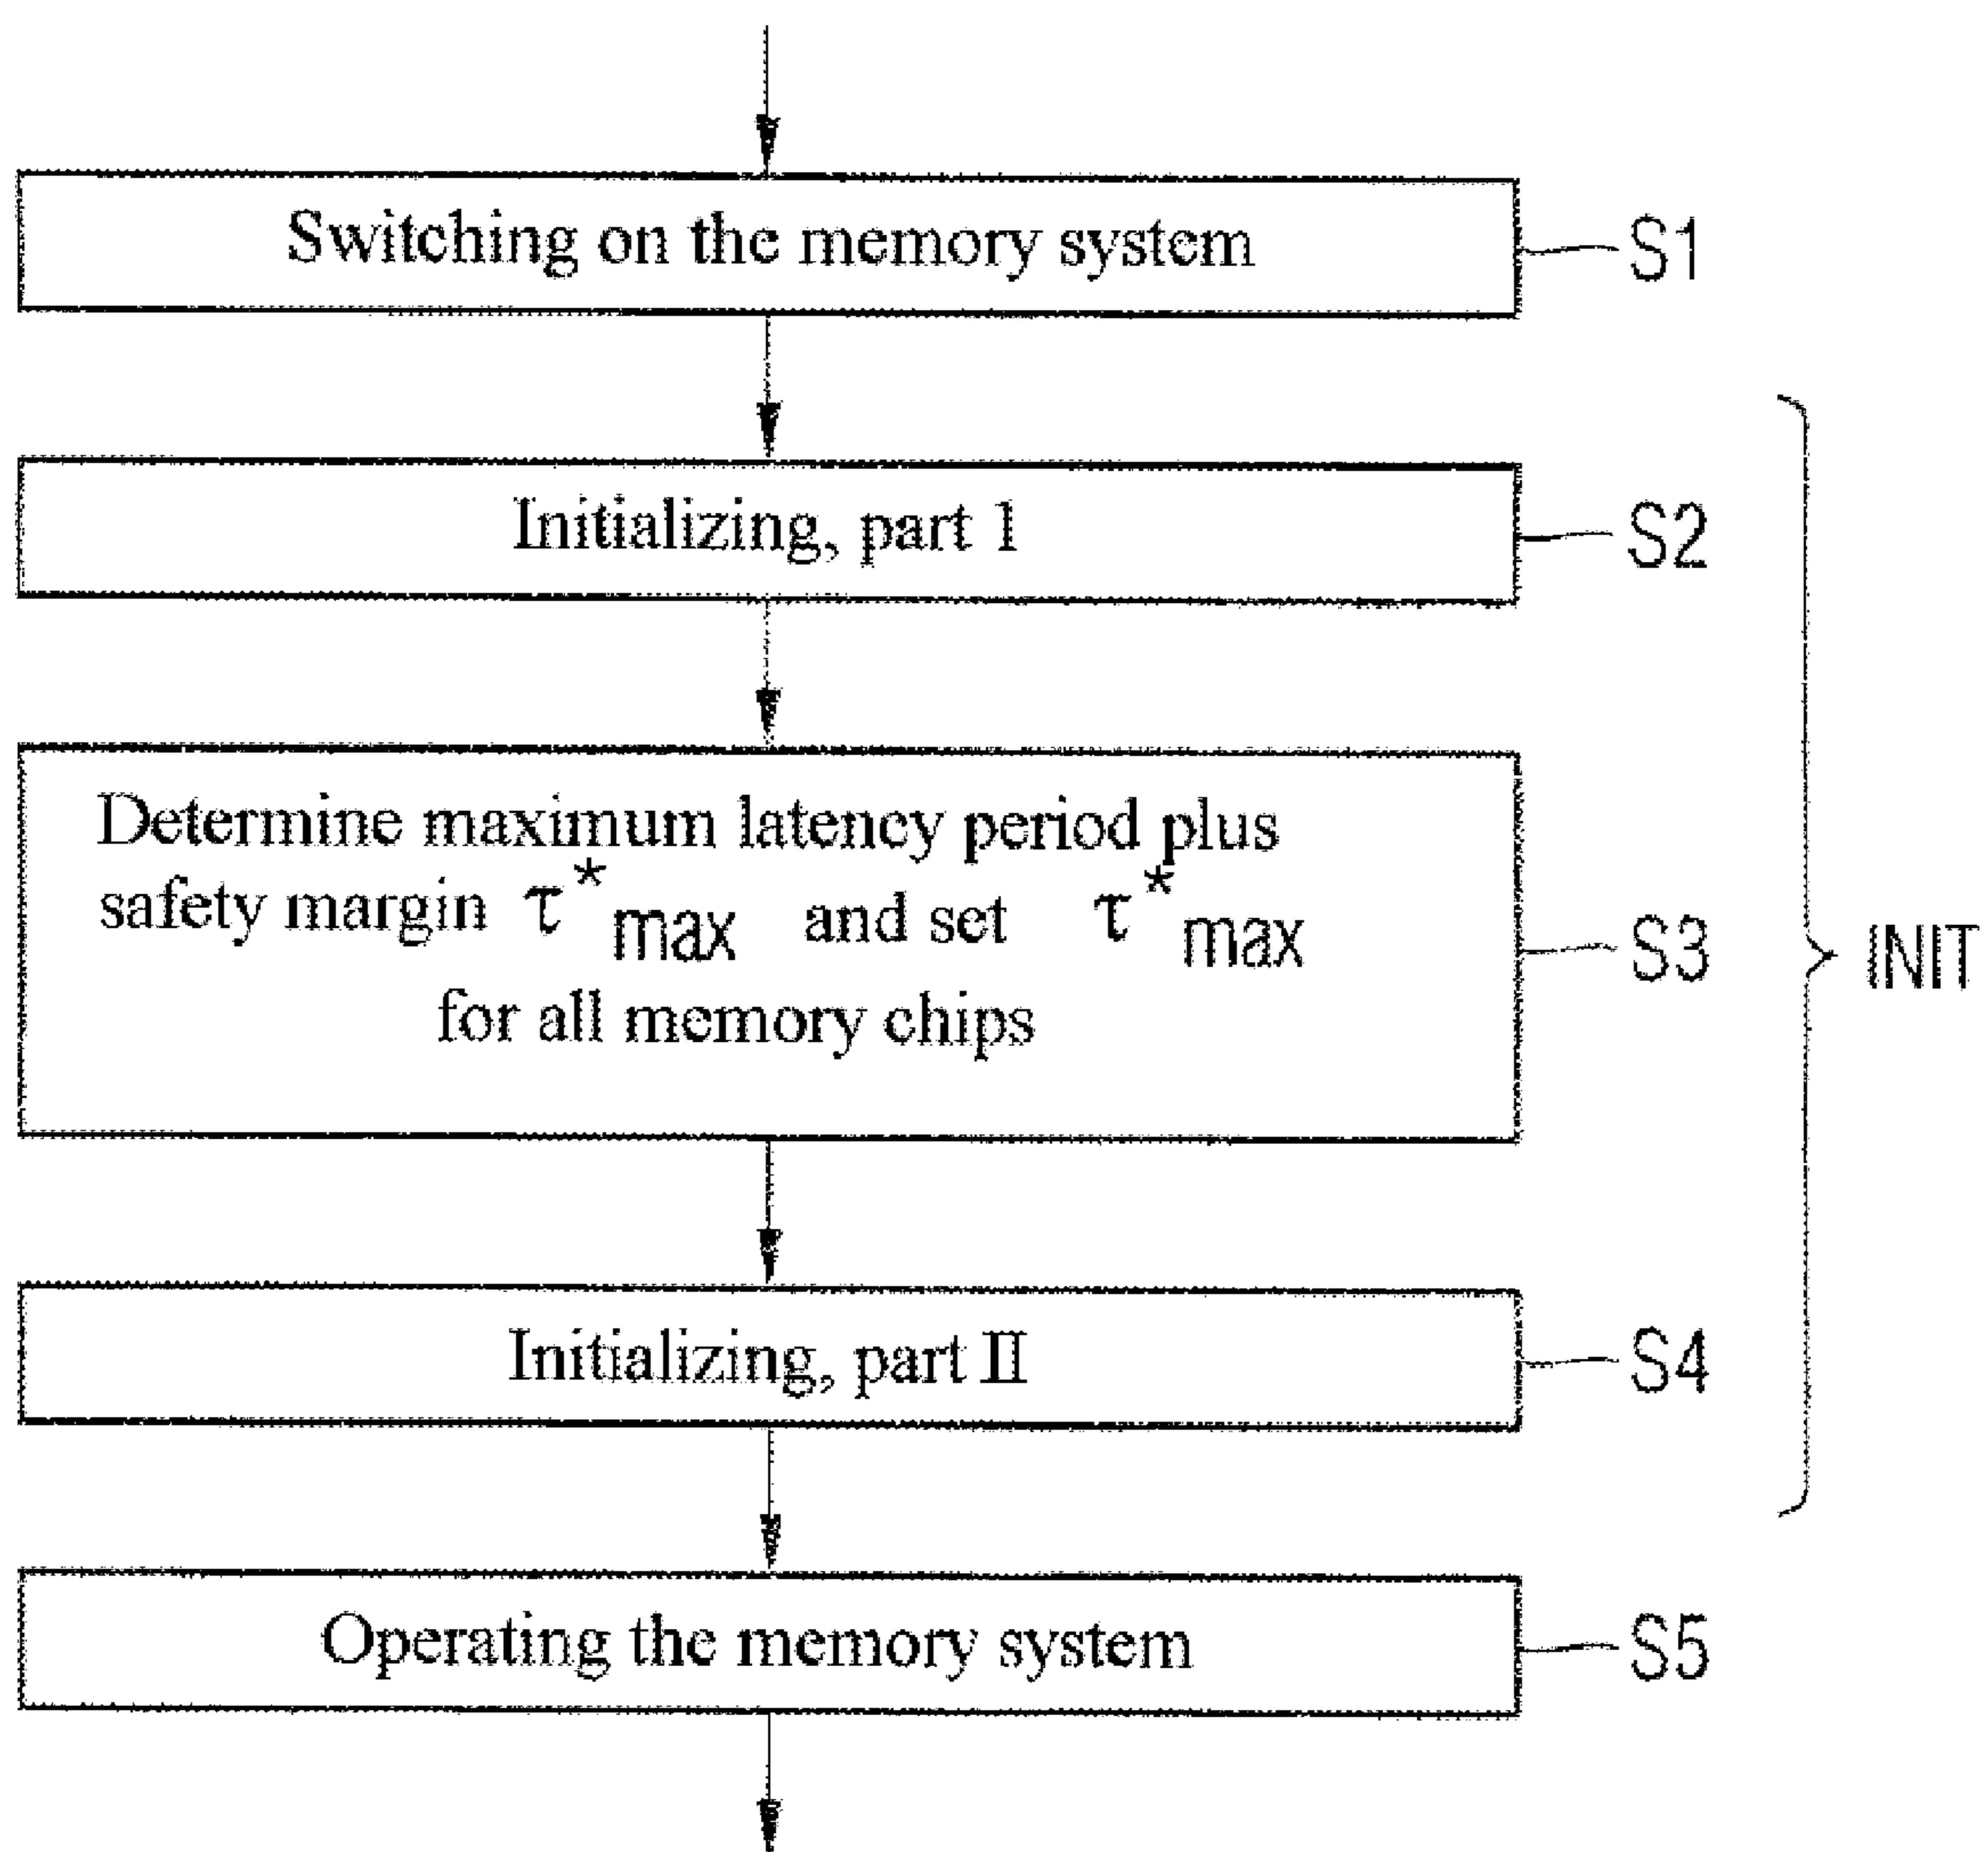 Switching on the memory system
S1
Initializing, part 1
S2
Determine maximum latency period plus
safety margin τ*max and set τ*max
for all memory chips
S3
INIT
Initializing, part II
S4
Operating the memory system
S5